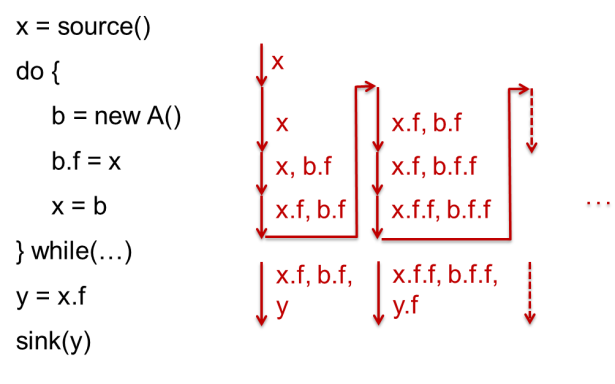 x = source()
do {
b = new A()
b.f = x
x = b
} while(…)
y = x.f
sink(y)
x
x
x, b.f
x.f, b.f
x.f, b.f,
y
x.f, b.f
x.f, b.f.f
x.f.f, b.f.f
x.f.f, b.f.f,
y.f
…